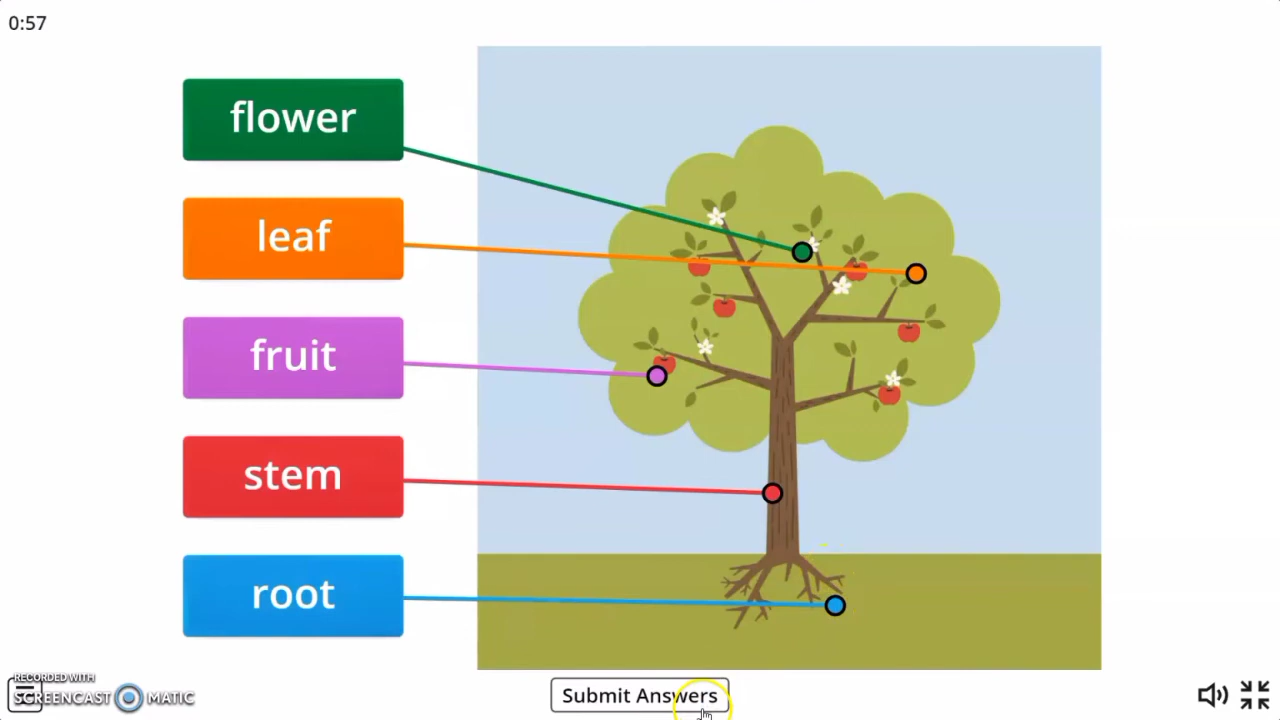 0:57
flower
leaf
fruit
stem
root
Submit Answers
RECORDED WITH
SCREENCAST MATIC